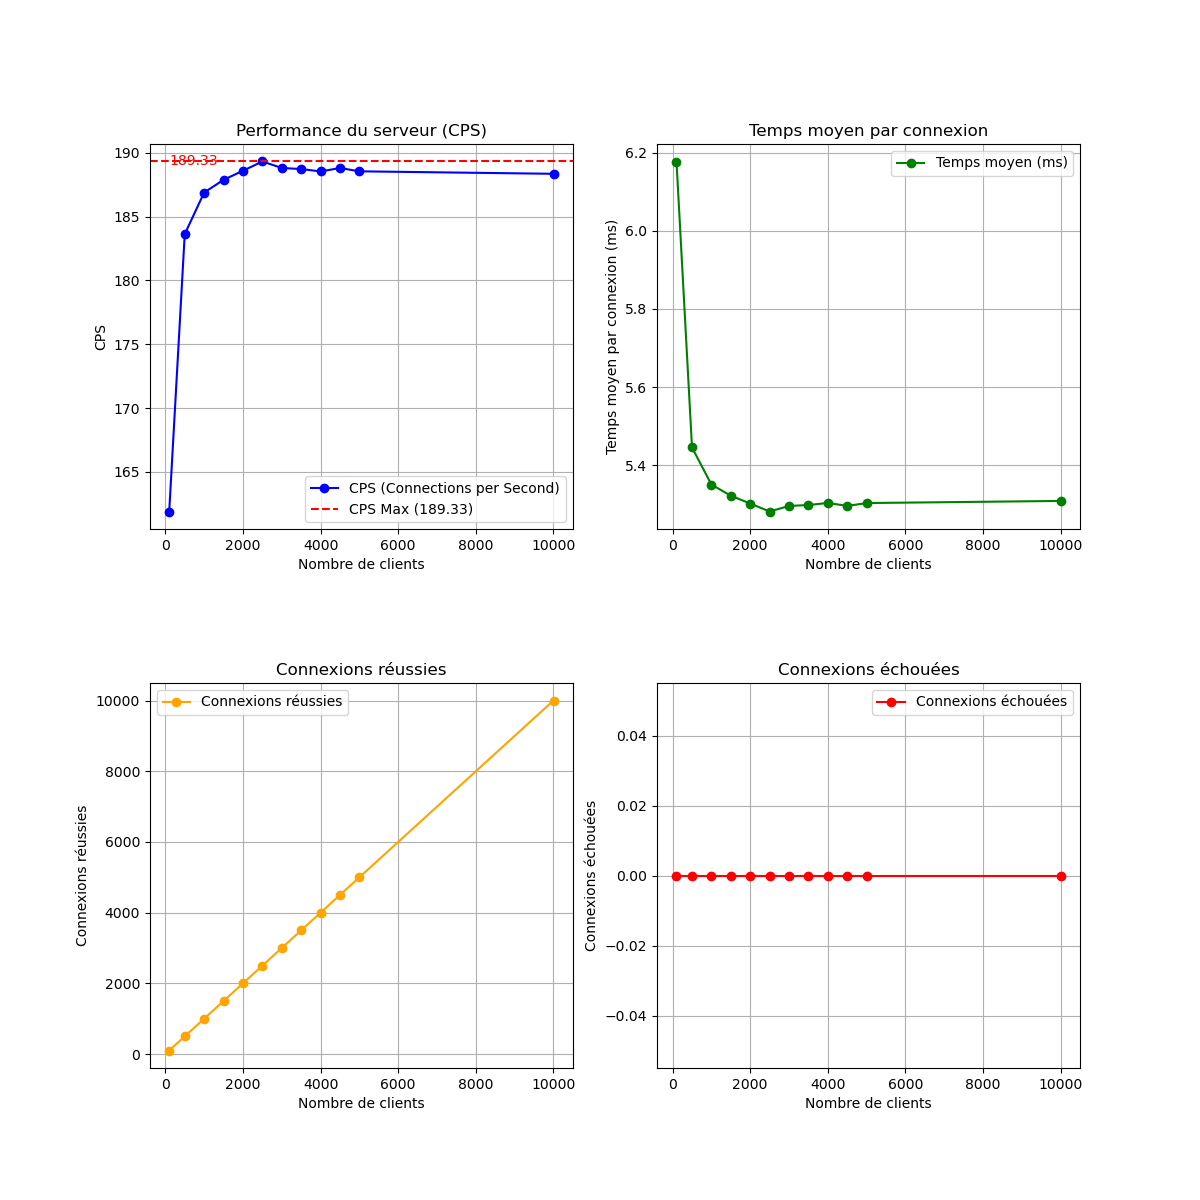 Performance du serveur (CPS)
190
185
180
175
170
165
CPS
189.33
CPS (Connections per Second)
CPS Max (189.33)
0 2000 4000 6000 8000 10000
Nombre de clients
Temps moyen par connexion
6.2
6.0
5.8
5.6
5.4
Temps moyen par connexion (ms)
Temps moyen (ms)
0 2000 4000 6000 8000 10000
Nombre de clients
Connexions réussies
10000
8000
6000
4000
2000
0
Connexions réussies
Connexions réussies
0 2000 4000 6000 8000 10000
Nombre de clients
Connexions échouées
0.04
0.02
0.00
−0.02
−0.04
Connexions échouées
Connexions échouées
0 2000 4000 6000 8000 10000
Nombre de clients